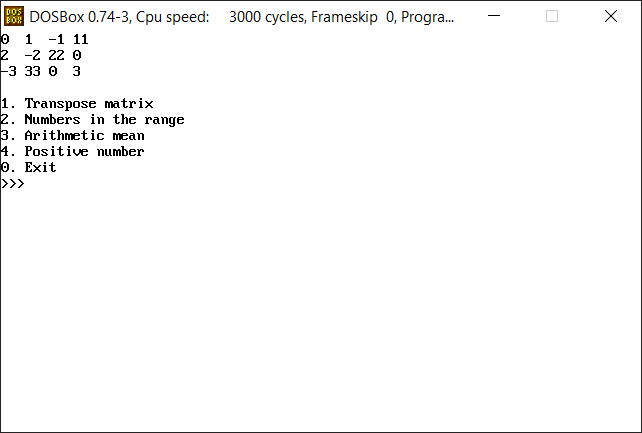 DOS
BOX
DOSBox 0.74-3, Cpu speed: 3000 cycles, Frameskip 0, Progra...
0 1 -1 11
2 -2 22 0
-3 33 0 3
1. Transpose matrix
2. Numbers in the range
3. Arithmetic mean
4. Positive number
0. Exit
>>>